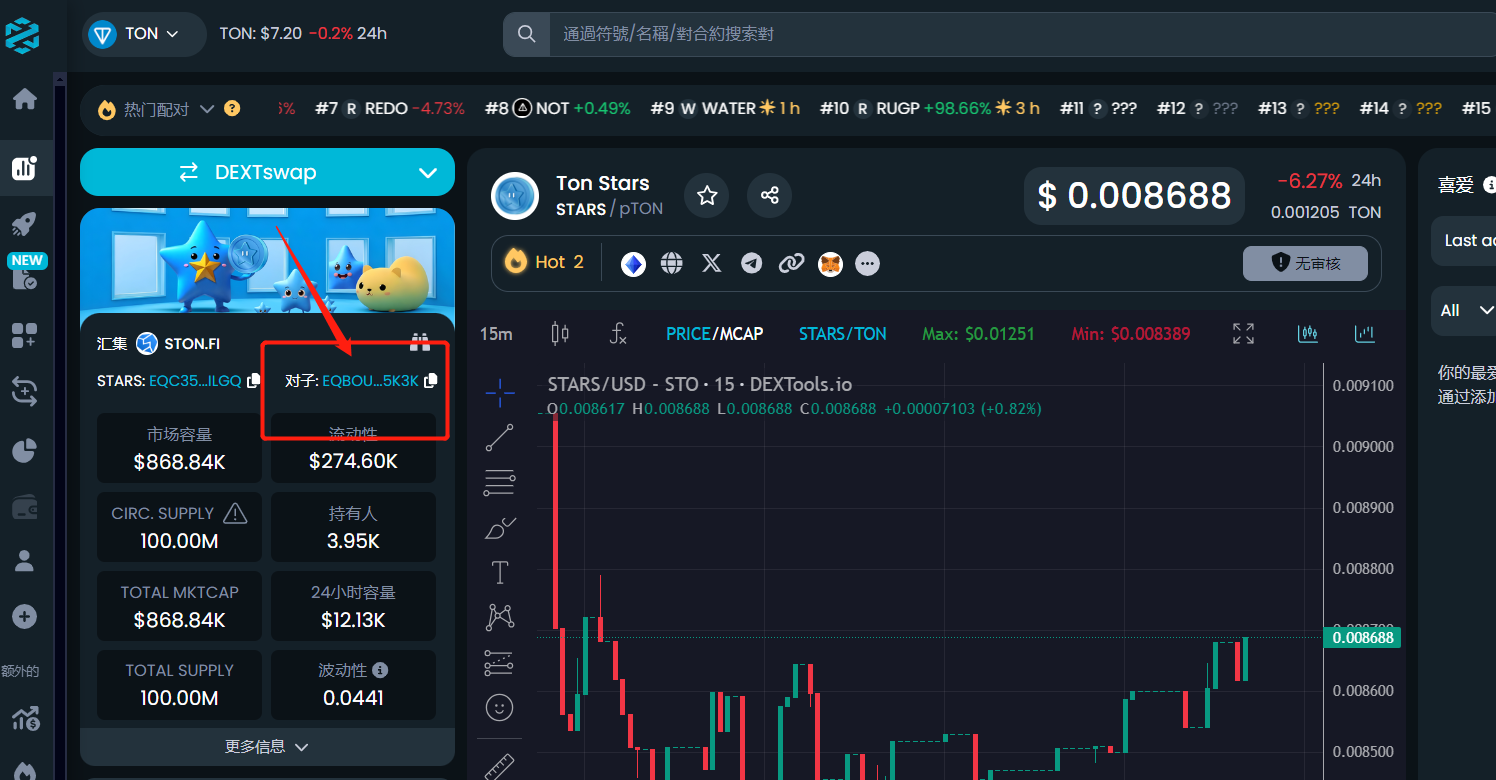 TON
TON: $7.20 -0.2% 24h
通過符號/名稱/對合約搜索對
热门配对 ? % #7 R REDO -4.73% #8 NOT +0.49% #9 W WATER 1 h #10 R RUGP +98.66% 3 h #11 ? ??? #12 ? ??? #13 ? ??? #14 ? ??? #15
NEW
额外的
DEXTswap
汇集 STON.FI
STARS: EQC35...ILGQ 对子: EQBOU...5K3K
市场容量
$868.84K
流动性
$274.60K
CIRC. SUPPLY
100.00M
持有人
3.95K
TOTAL MKTCAP
$868.84K
24小时容量
$12.13K
TOTAL SUPPLY
100.00M
波动性
0.0441
更多信息
Ton Stars
STARS / pTON
$ 0.008688
-6.27% 24h
0.001205 TON
Hot 2
无审核
15m PRICE/MCAP STARS/TON Max: $0.01251 Min: $0.008389
STARS/USD - STO · 15 · DEXTools.io
O0.008617 H0.008688 L0.008688 C0.008688 +0.00007103 (+0.82%)
0.009100
0.009000
0.008900
0.008800
0.008688
0.008600
0.008500
喜爱
Last
All
你的最爱
通过添加